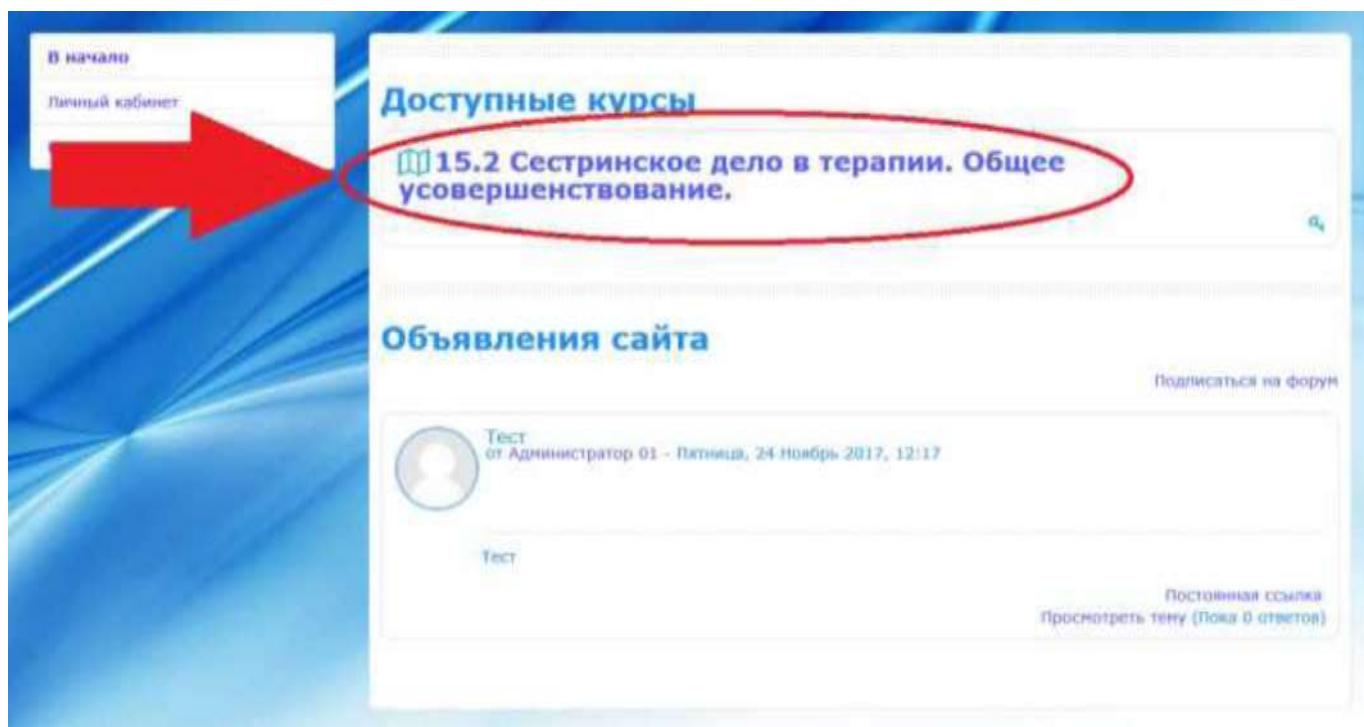 В начало
Личный кабинет
Доступные курсы
15.2 Сестринское дело в терапии. Общее
усовершенствование.
Объявления сайта
Подписаться на форум
Тест
от Администратор 01 - Пятница, 24 Ноябрь 2017, 12:17
Тест
Постоянная ссылка
Просмотреть тему (Пока 0 ответов)